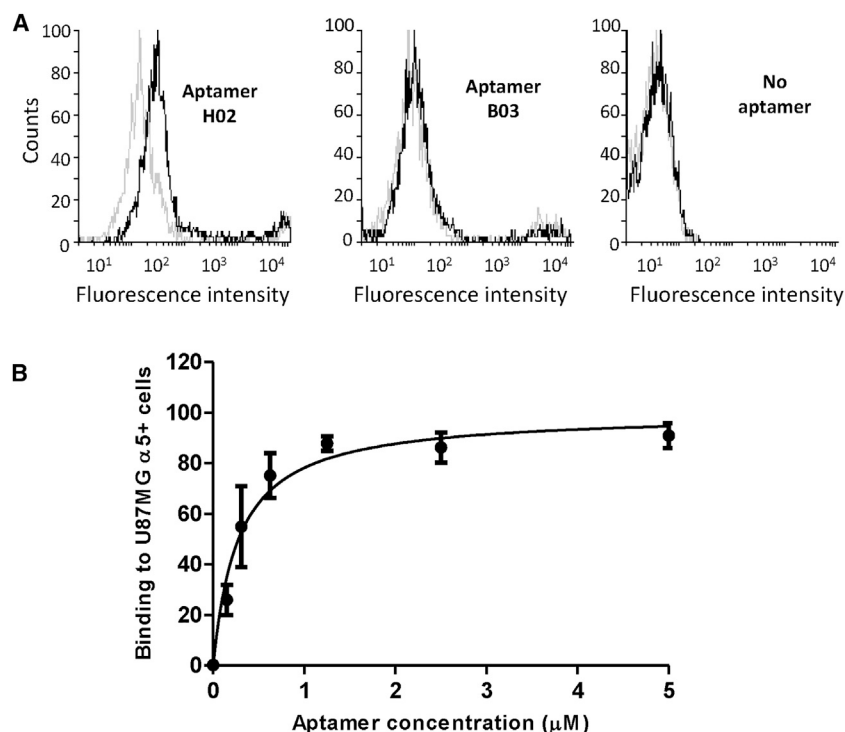 A
100
80
60
40
20
0
Counts
Aptamer
H02
10¹ 10² 10³ 10⁴
Fluorescence intensity
100
80
60
40
20
0
Aptamer
B03
10¹ 10² 10³ 10⁴
Fluorescence intensity
100
80
60
40
20
0
No
aptamer
10¹ 10² 10³ 10⁴
Fluorescence intensity
B
120
100
80
60
40
20
0
Binding to U87MG α5+ cells
0 1 2 3 4 5
Aptamer concentration (μM)